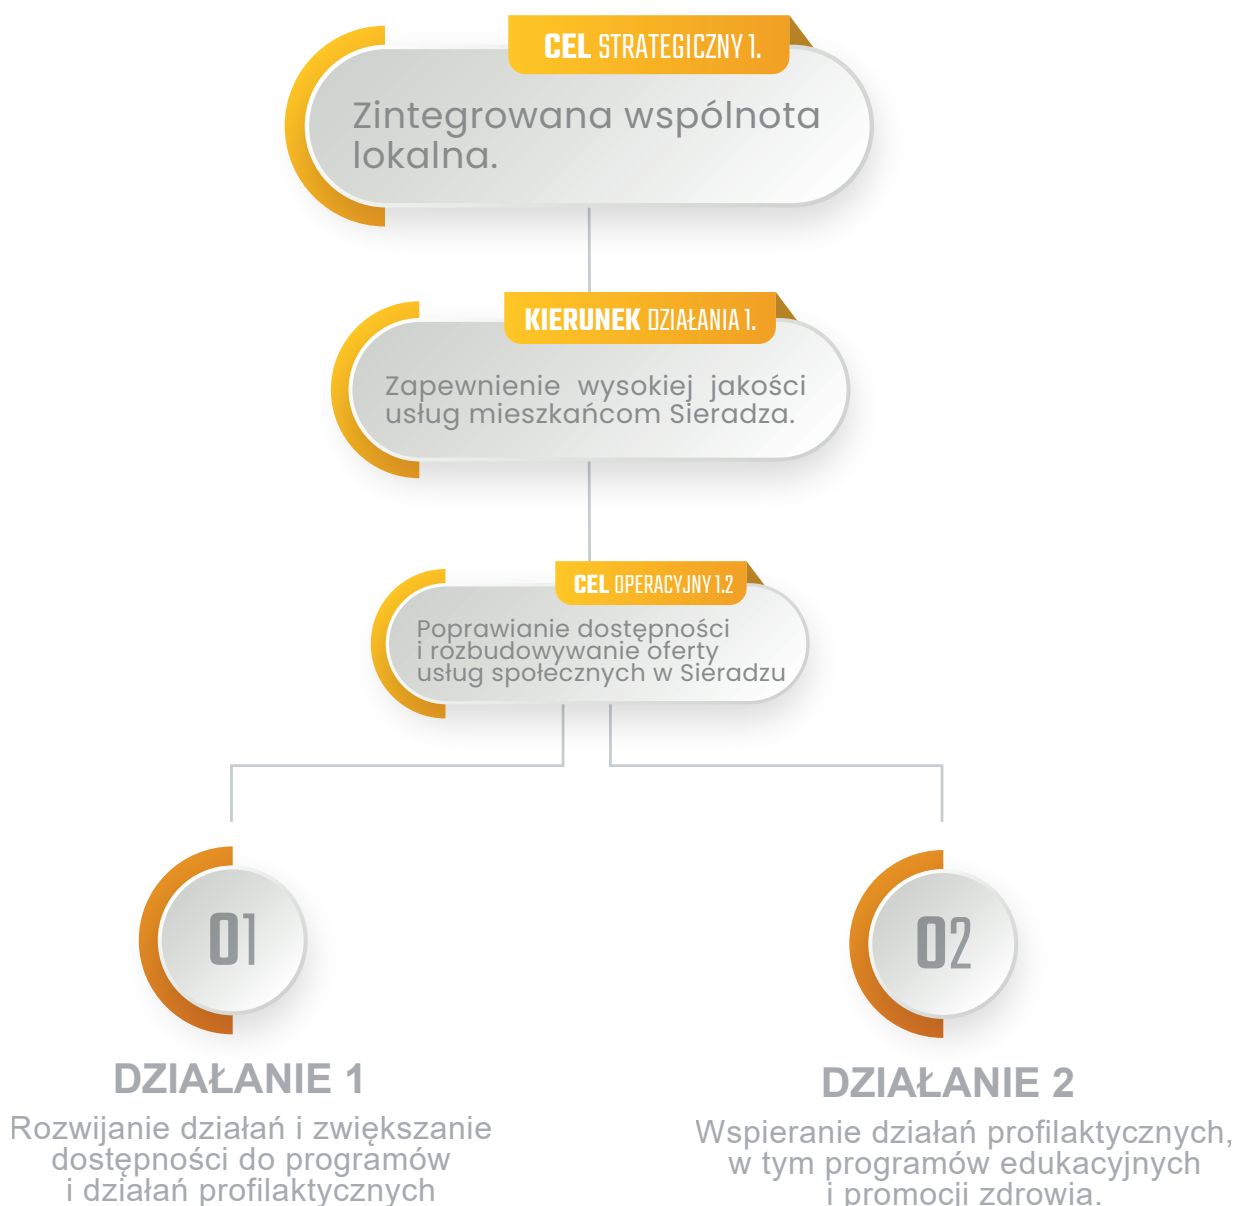 CEL STRATEGICZNY 1.
Zintegrowana wspólnota
lokalna.
KIERUNEK DZIAŁANIA 1.
Zapewnienie wysokiej jakości
usług mieszkańcom Sieradza.
CEL OPERACYJNY 1.2
Poprawianie dostępności
i rozbudowywanie oferty
usług społecznych w Sieradzu
01
DZIAŁANIE 1
Rozwijanie działań i zwiększanie
dostępności do programów
i działań profilaktycznych
02
DZIAŁANIE 2
Wspieranie działań profilaktycznych,
w tym programów edukacyjnych
i promocji zdrowia.